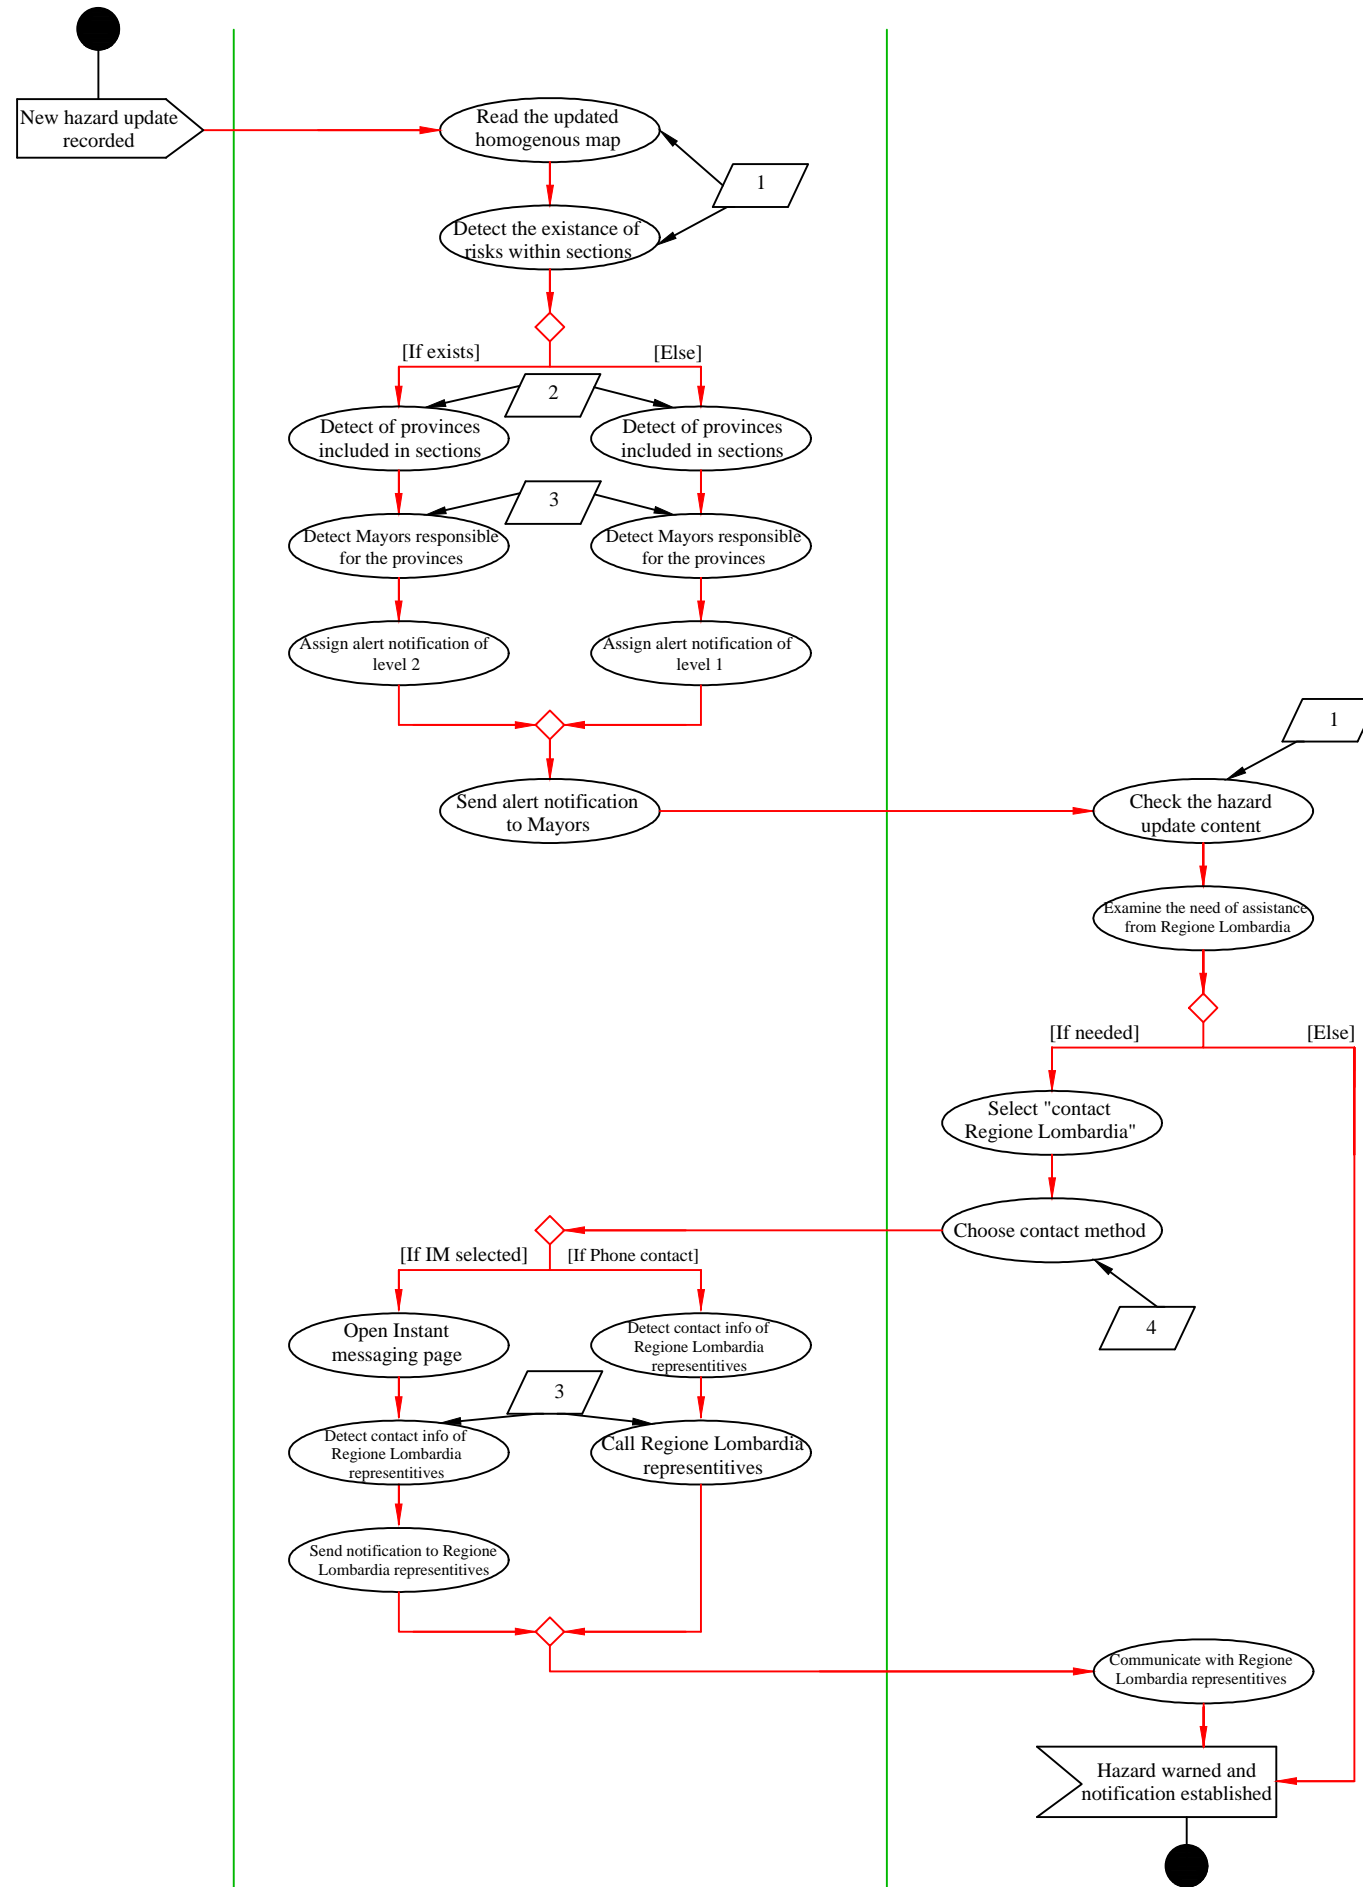 New hazard update
recorded
Read the updated
homogenous map
1
Detect the existance of
risks within sections
[If exists]
[Else]
2
Detect of provinces
included in sections
Detect of provinces
included in sections
3
Detect Mayors responsible
for the provinces
Detect Mayors responsible
for the provinces
Assign alert notification of
level 2
Assign alert notification of
level 1
Send alert notification
to Mayors
1
Check the hazard
update content
Examine the need of assistance
from Regione Lombardia
[If needed]
[Else]
Select "contact
Regione Lombardia"
Choose contact method
4
[If IM selected]
[If Phone contact]
Open Instant
messaging page
Detect contact info of
Regione Lombardia
representitives
3
Detect contact info of
Regione Lombardia
representitives
Call Regione Lombardia
representitives
Send notification to Regione
Lombardia representitives
Communicate with Regione
Lombardia representitives
Hazard warned and
notification established